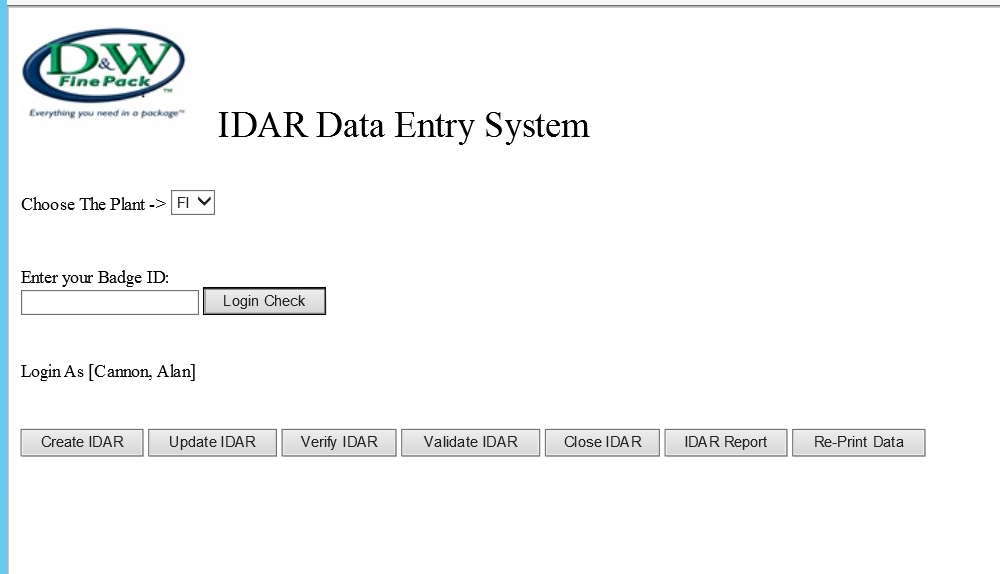 D&W
Fine Pack™
Everything you need in a package™
IDAR Data Entry System
Choose The Plant -> FI
Enter your Badge ID:
Login Check
Login As [Cannon, Alan]
Create IDAR Update IDAR Verify IDAR Validate IDAR Close IDAR IDAR Report Re-Print Data